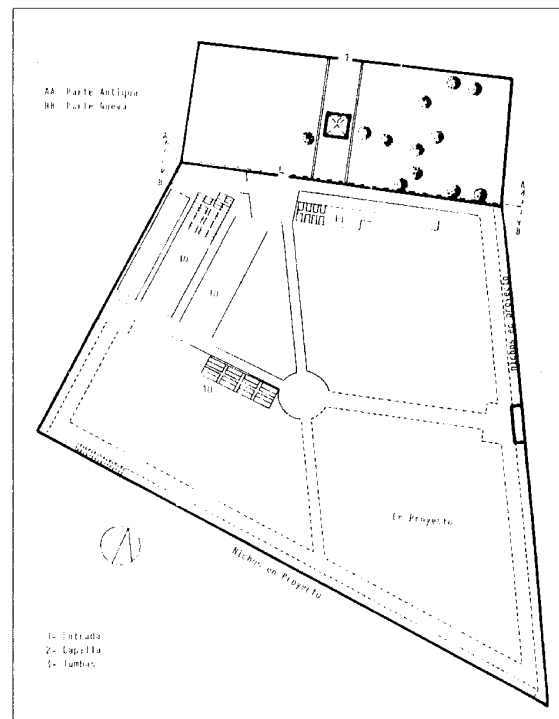 1
AA Parte Antigua
BB Parte Nueva
A
A
B
B
Nichos en proyecto
En Proyecto
Nichos en Proyecto
1- Entrada
2- Capilla
3- Tumbas